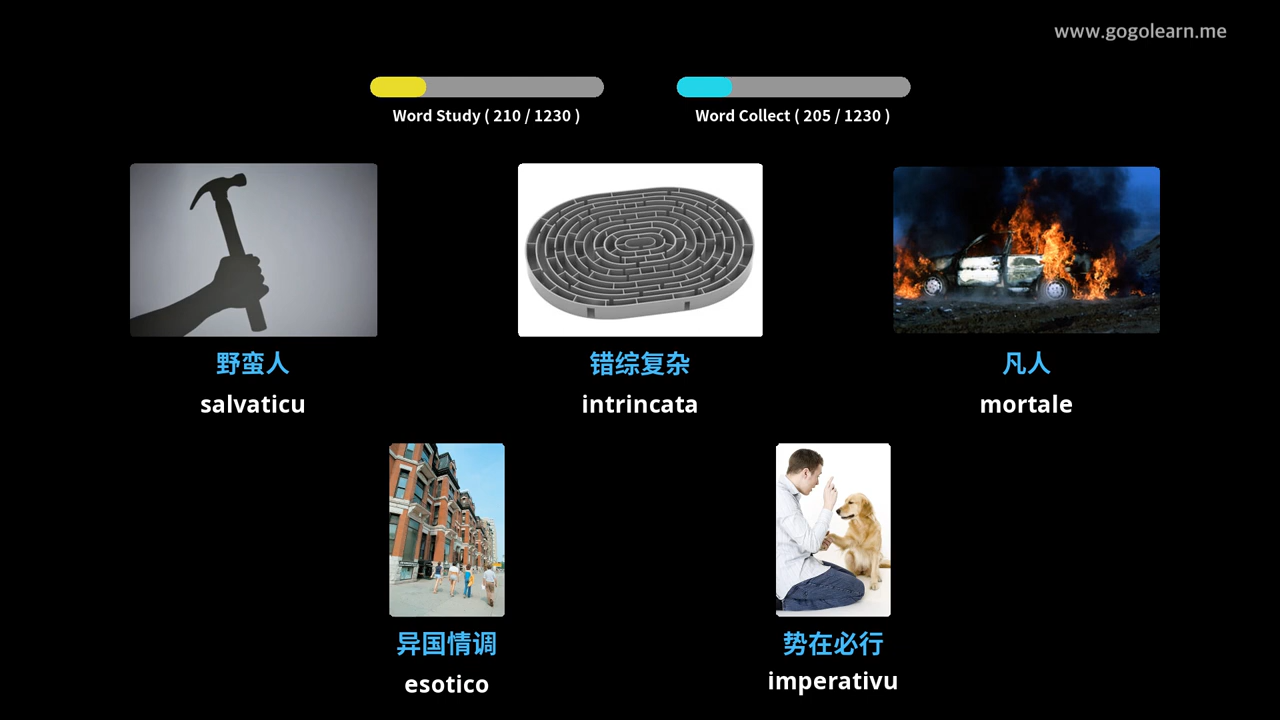 www.gogolearn.me
Word Study ( 210 / 1230 )
Word Collect ( 205 / 1230 )
野蛮人
salvaticu
错综复杂
intrincata
凡人
mortale
异国情调
esotico
势在必行
imperativu